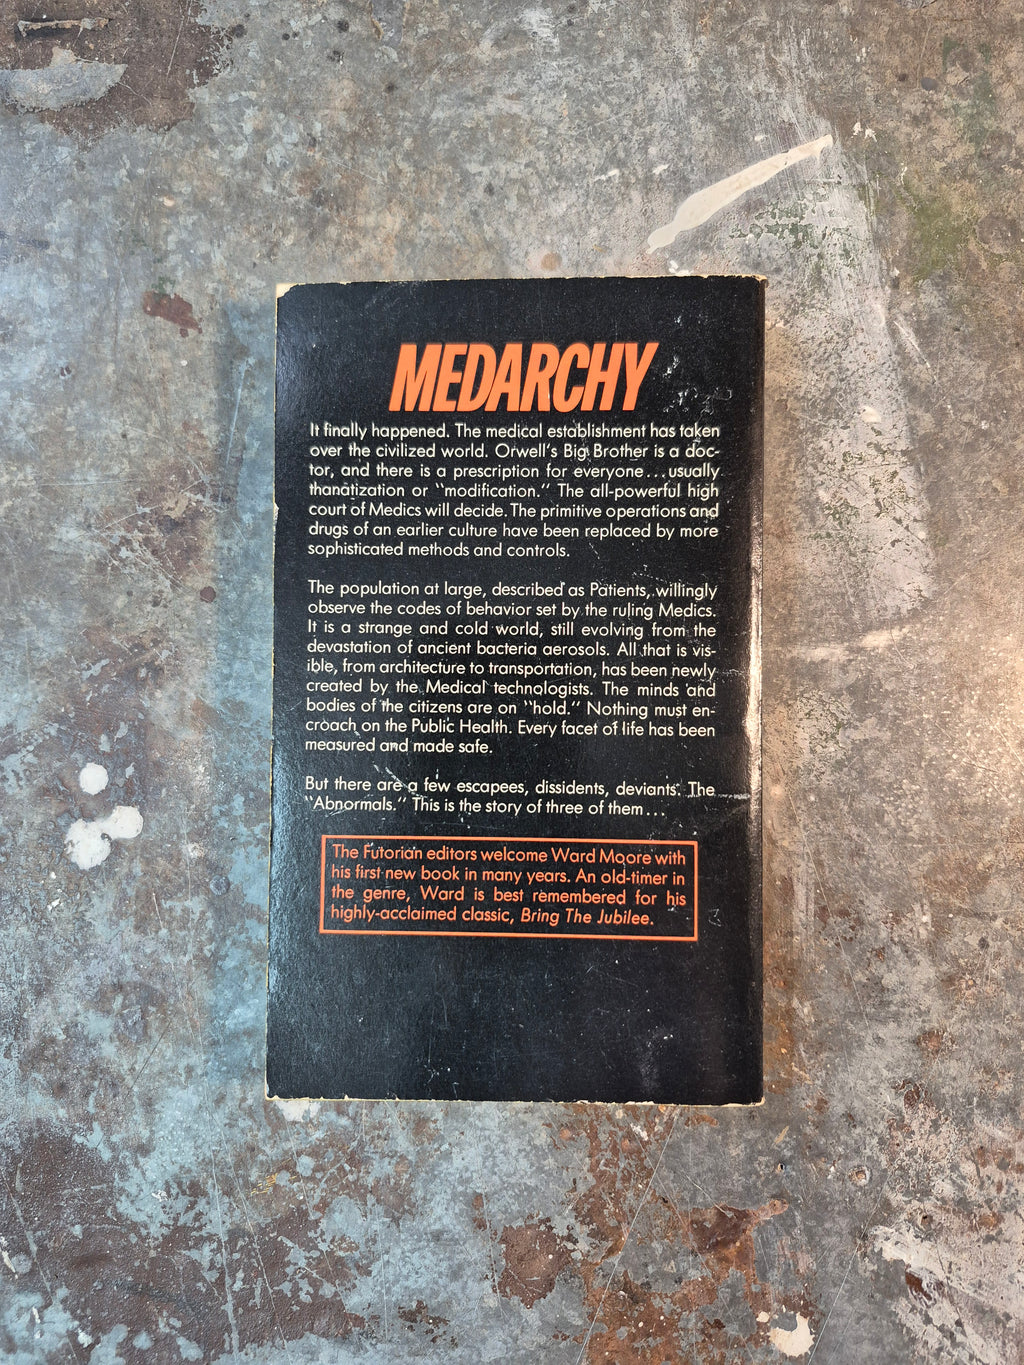 MEDARCHY
It finally happened. The medical establishment has taken
over the civilized world. Orwell's Big Brother is a doc-
tor, and there is a prescription for everyone...usually
thanatization or "modification." The all-powerful high
court of Medics will decide. The primitive operations and
drugs of an earlier culture have been replaced by more
sophisticated methods and controls.
The population at large, described as Patients, willingly
observe the codes of behavior set by the ruling Medics.
It is a strange and cold world, still evolving from the
devastation of ancient bacteria aerosols. All that is vis-
ible, from architecture to transportation, has been newly
created by the Medical technologists. The minds and
bodies of the citizens are on "hold." Nothing must en-
croach on the Public Health. Every facet of life has been
measured and made safe.
But there are a few escapees, dissidents, deviants. The
"Abnormals." This is the story of three of them...
The Futorian editors welcome Ward Moore with
his first new book in many years. An old-timer in
the genre, Ward is best remembered for his
highly-acclaimed classic, Bring The Jubilee.